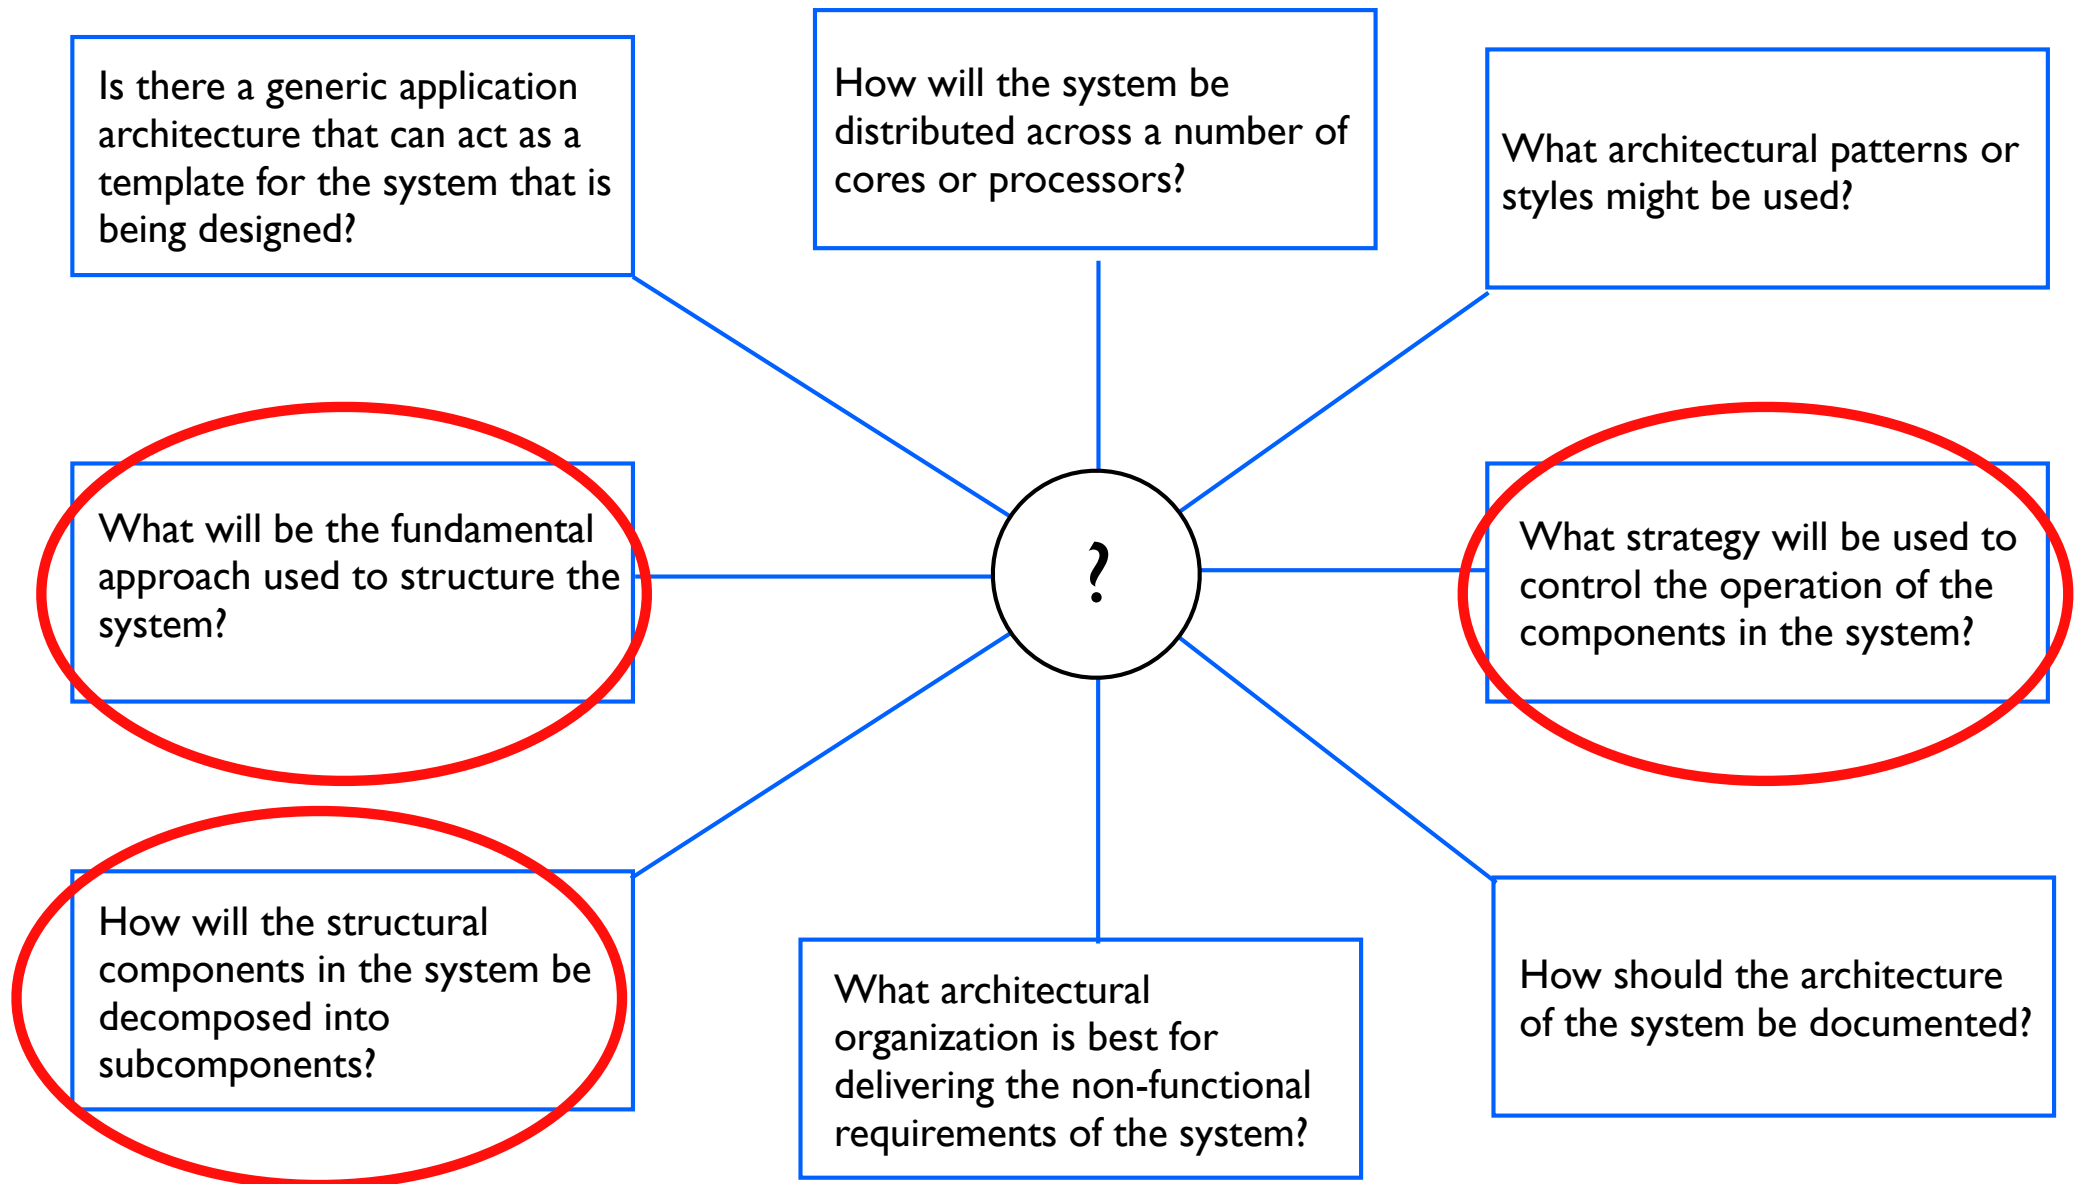 Is there a generic application
architecture that can act as a
template for the system that is
being designed?
How will the system be
distributed across a number of
cores or processors?
What architectural patterns or
styles might be used?
What will be the fundamental
approach used to structure the
system?
?
What strategy will be used to
control the operation of the
components in the system?
How will the structural
components in the system be
decomposed into
subcomponents?
What architectural
organization is best for
delivering the non-functional
requirements of the system?
How should the architecture
of the system be documented?